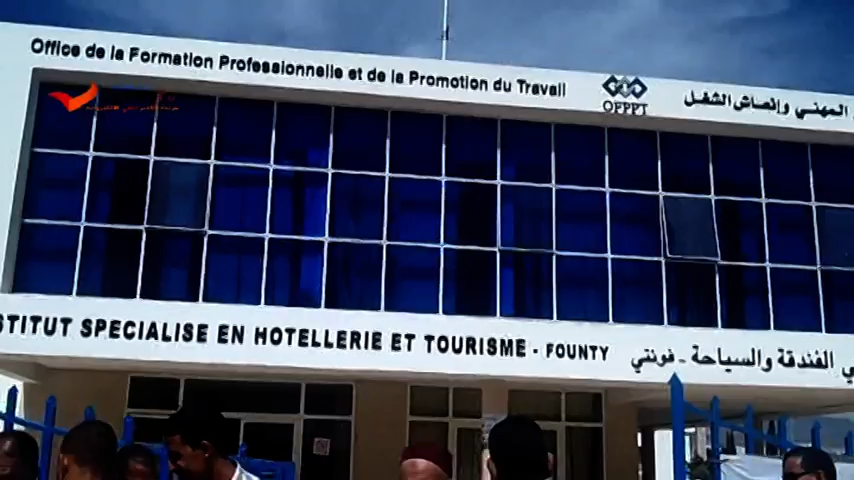 Office de la Formation Professionnelle et de la Promotion du Travail
OFPPT
المهني وإنعاش الشغل
STITUT SPECIALISE EN HOTELLERIE ET TOURISME - FOUNTY
في الفندقة والسياحة - فونتي